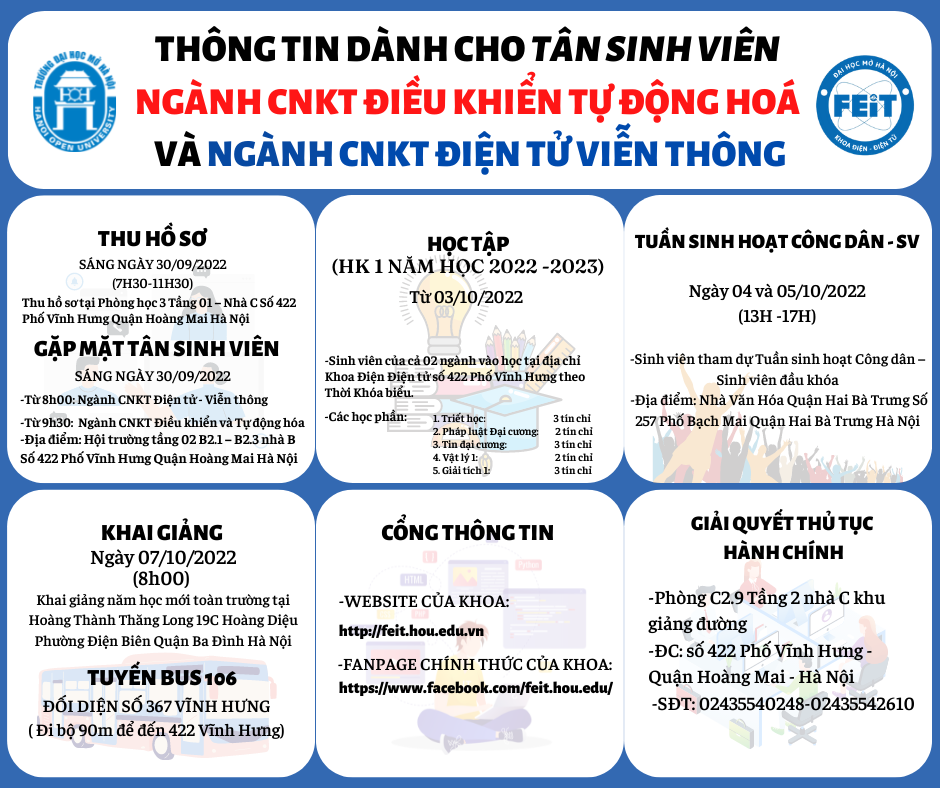 THÔNG TIN DÀNH CHO TÂN SINH VIÊN
NGÀNH CNKT ĐIỀU KHIỂN TỰ ĐỘNG HOÁ
VÀ NGÀNH CNKT ĐIỆN TỬ VIỄN THÔNG
TRƯỜNG ĐẠI HỌC MỞ HÀ NỘI
HANOI OPEN UNIVERSITY
ĐẠI HỌC MỞ HÀ NỘI
FEiT
KHOA ĐIỆN - ĐIỆN TỬ
THU HỒ SƠ
SÁNG NGÀY 30/09/2022
(7H30-11H30)
Thu hồ sơ tại Phòng học 3 Tầng 01 – Nhà C Số 422
Phố Vĩnh Hưng Quận Hoàng Mai Hà Nội
GẶP MẶT TÂN SINH VIÊN
SÁNG NGÀY 30/09/2022
-Từ 8h00: Ngành CNKT Điện tử - Viễn thông
-Từ 9h30: Ngành CNKT Điều khiển và Tự động hóa
-Địa điểm: Hội trường tầng 02 B2.1 – B2.3 nhà B
Số 422 Phố Vĩnh Hưng Quận Hoàng Mai Hà Nội
HỌC TẬP
(HK 1 NĂM HỌC 2022 -2023)
Từ 03/10/2022
-Sinh viên của cả 02 ngành vào học tại địa chỉ
Khoa Điện Điện tử số 422 Phố Vĩnh Hưng theo
Thời Khóa biểu.
-Các học phần:
1. Triết học: 3 tín chỉ
2. Pháp luật Đại cương: 2 tín chỉ
3. Tin đại cương: 3 tín chỉ
4. Vật lý 1: 2 tín chỉ
5. Giải tích 1: 3 tín chỉ
TUẦN SINH HOẠT CÔNG DÂN - SV
Ngày 04 và 05/10/2022
(13H -17H)
-Sinh viên tham dự Tuần sinh hoạt Công dân –
Sinh viên đầu khóa
-Địa điểm: Nhà Văn Hóa Quận Hai Bà Trưng Số
257 Phố Bạch Mai Quận Hai Bà Trưng Hà Nội
KHAI GIẢNG
Ngày 07/10/2022
(8h00)
Khai giảng năm học mới toàn trường tại
Hoàng Thành Thăng Long 19C Hoàng Diệu
Phường Điện Biên Quận Ba Đình Hà Nội
TUYẾN BUS 106
ĐỐI DIỆN SỐ 367 VĨNH HƯNG
( Đi bộ 90m để đến 422 Vĩnh Hưng)
CỔNG THÔNG TIN
HTML
Python
-WEBSITE CỦA KHOA:
http://feit.hou.edu.vn
-FANPAGE CHÍNH THỨC CỦA KHOA:
https://www.facebook.com/feit.hou.edu/
GIẢI QUYẾT THỦ TỤC
HÀNH CHÍNH
-Phòng C2.9 Tầng 2 nhà C khu
giảng đường
-ĐC: số 422 Phố Vĩnh Hưng -
Quận Hoàng Mai - Hà Nội
-SĐT: 02435540248-02435542610